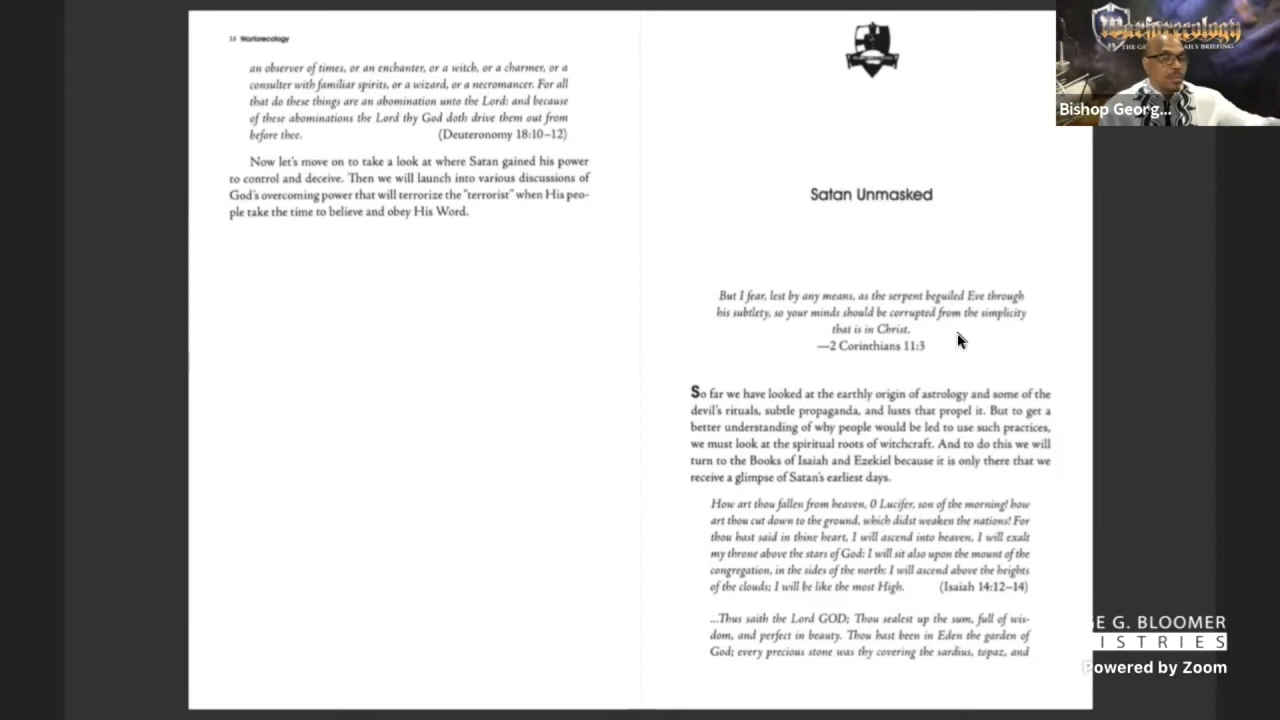 38 Warforecology
an observer of times, or an enchanter, or a witch, or a charmer, or a
consulter with familiar spirits, or a wizard, or a necromancer. For all
that do these things are an abomination unto the Lord: and because
of these abominations the Lord thy God doth drive them out from
before thee. (Deuteronomy 18:10–12)
Now let's move on to take a look at where Satan gained his power
to control and deceive. Then we will launch into various discussions of
God's overcoming power that will terrorize the "terrorist" when His peo-
ple take the time to believe and obey His Word.
Satan Unmasked
But I fear, lest by any means, as the serpent beguiled Eve through
his subtlety, so your minds should be corrupted from the simplicity
that is in Christ.
—2 Corinthians 11:3
So far we have looked at the earthly origin of astrology and some of the
devil's rituals, subtle propaganda, and lusts that propel it. But to get a
better understanding of why people would be led to use such practices,
we must look at the spiritual roots of witchcraft. And to do this we will
turn to the Books of Isaiah and Ezekiel because it is only there that we
receive a glimpse of Satan's earliest days.
How art thou fallen from heaven, O Lucifer, son of the morning! how
art thou cut down to the ground, which didst weaken the nations! For
thou hast said in thine heart, I will ascend into heaven, I will exalt
my throne above the stars of God: I will sit also upon the mount of the
congregation, in the sides of the north: I will ascend above the heights
of the clouds; I will be like the most High. (Isaiah 14:12–14)
...Thus saith the Lord GOD; Thou sealest up the sum, full of wis-
dom, and perfect in beauty. Thou hast been in Eden the garden of
God; every precious stone was thy covering the sardius, topaz, and
Warforecology
THE GE DAILY BRIEFING
Bishop Georg...
E G. BLOOMER
ISTRIES
Powered by Zoom